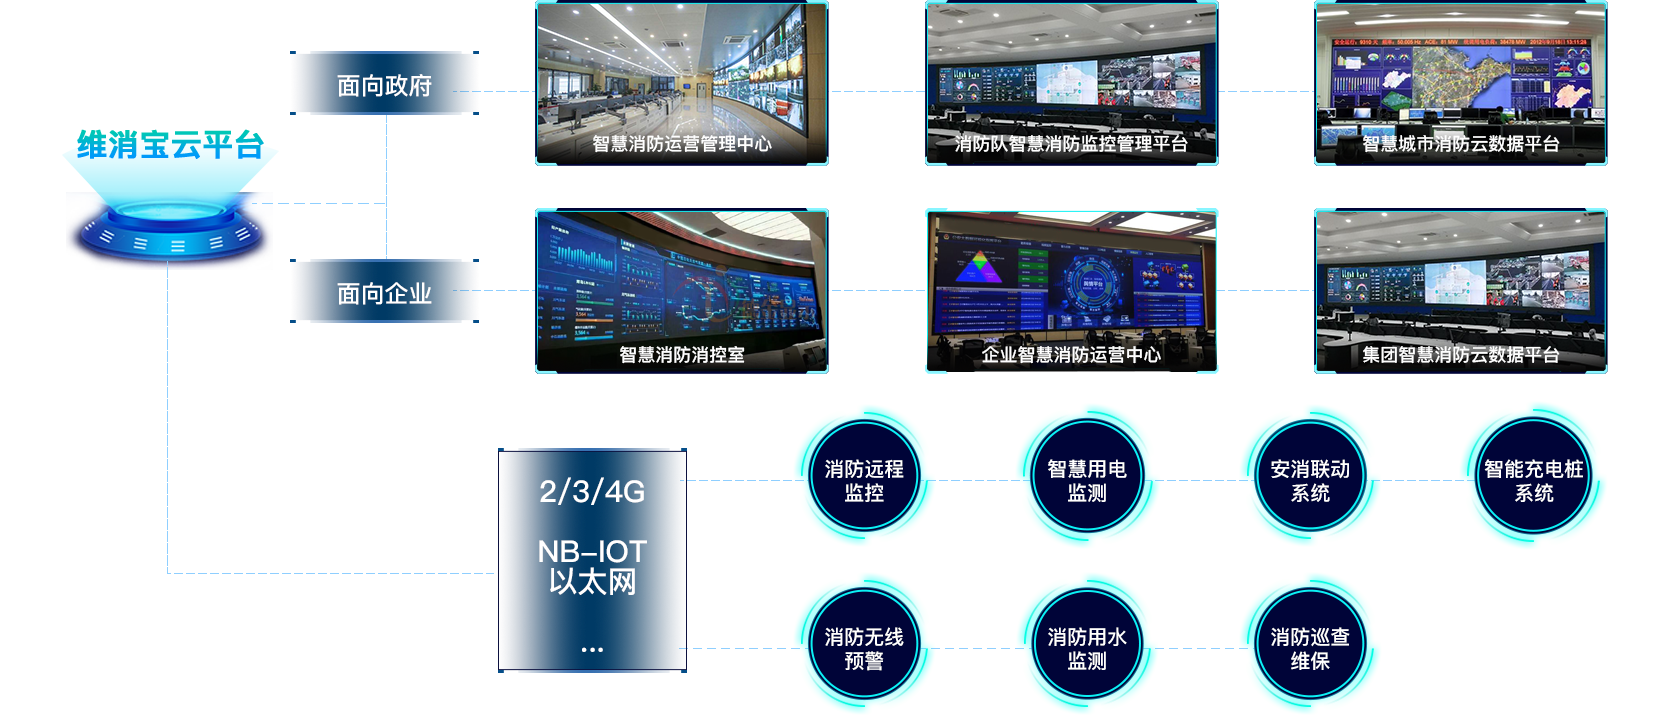 面向政府
智慧消防运营管理中心
消防队智慧消防监控管理平台
智慧城市消防云数据平台
维消宝云平台
面向企业
智慧消防消控室
企业智慧消防运营中心
集团智慧消防云数据平台
2/3/4G
NB-IOT
以太网
...
消防远程
监控
智慧用电
监测
安消联动
系统
智能充电桩
系统
消防无线
预警
消防用水
监测
消防巡查
维保